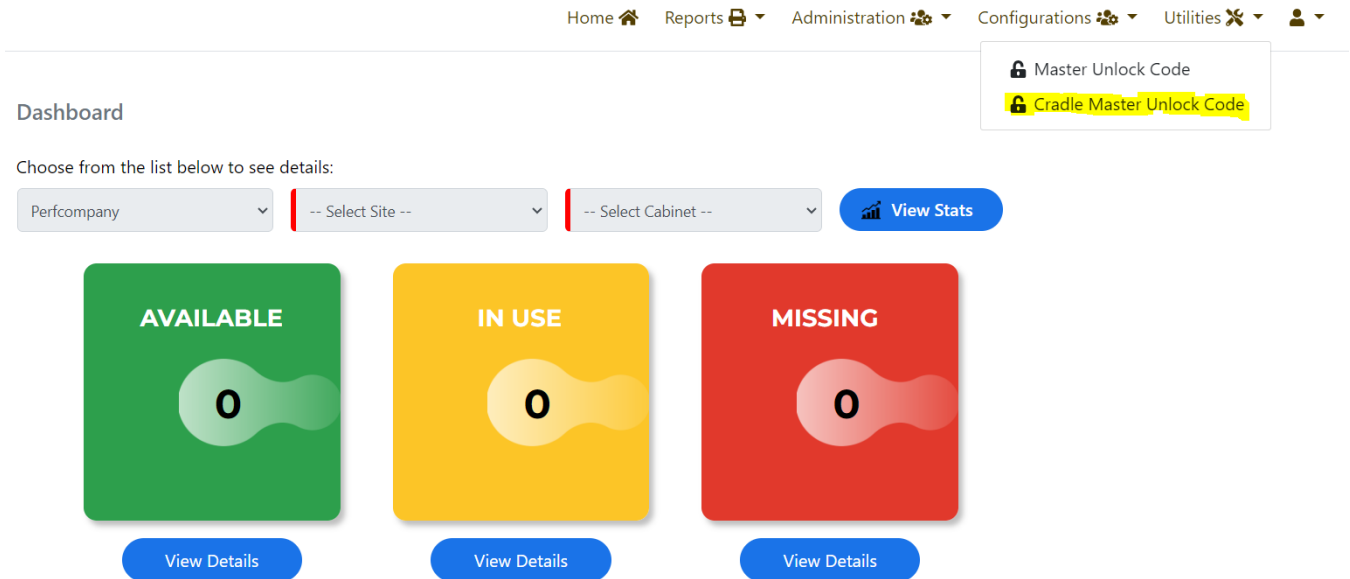 Home Reports Administration Configurations Utilities
Master Unlock Code
Cradle Master Unlock Code
Dashboard
Choose from the list below to see details:
Perfcompany -- Select Site -- -- Select Cabinet -- View Stats
AVAILABLE IN USE MISSING
0 0 0
View Details View Details View Details